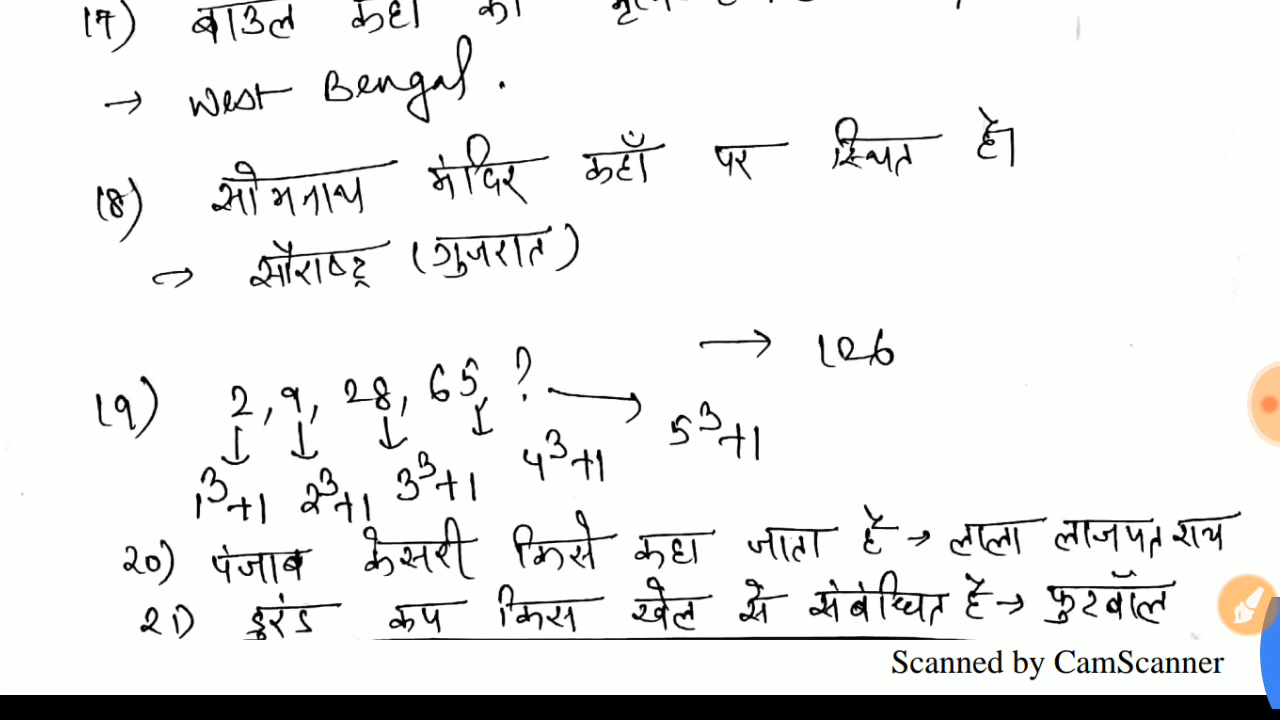 17) बाउल कहा का
→ West Bengal.
18) सोमनाथ मंदिर कहाँ पर स्थित है।
→ सौराष्ट्र (गुजरात)
19) 2, 9, 28, 65, ? → 126
1³+1 2³+1 3³+1 4³+1 5³+1
20) पंजाब केसरी किसे कहा जाता है → लाला लाजपत राय
21) डुरंड कप किस खेल से संबंधित है → फुटबॉल
Scanned by CamScanner